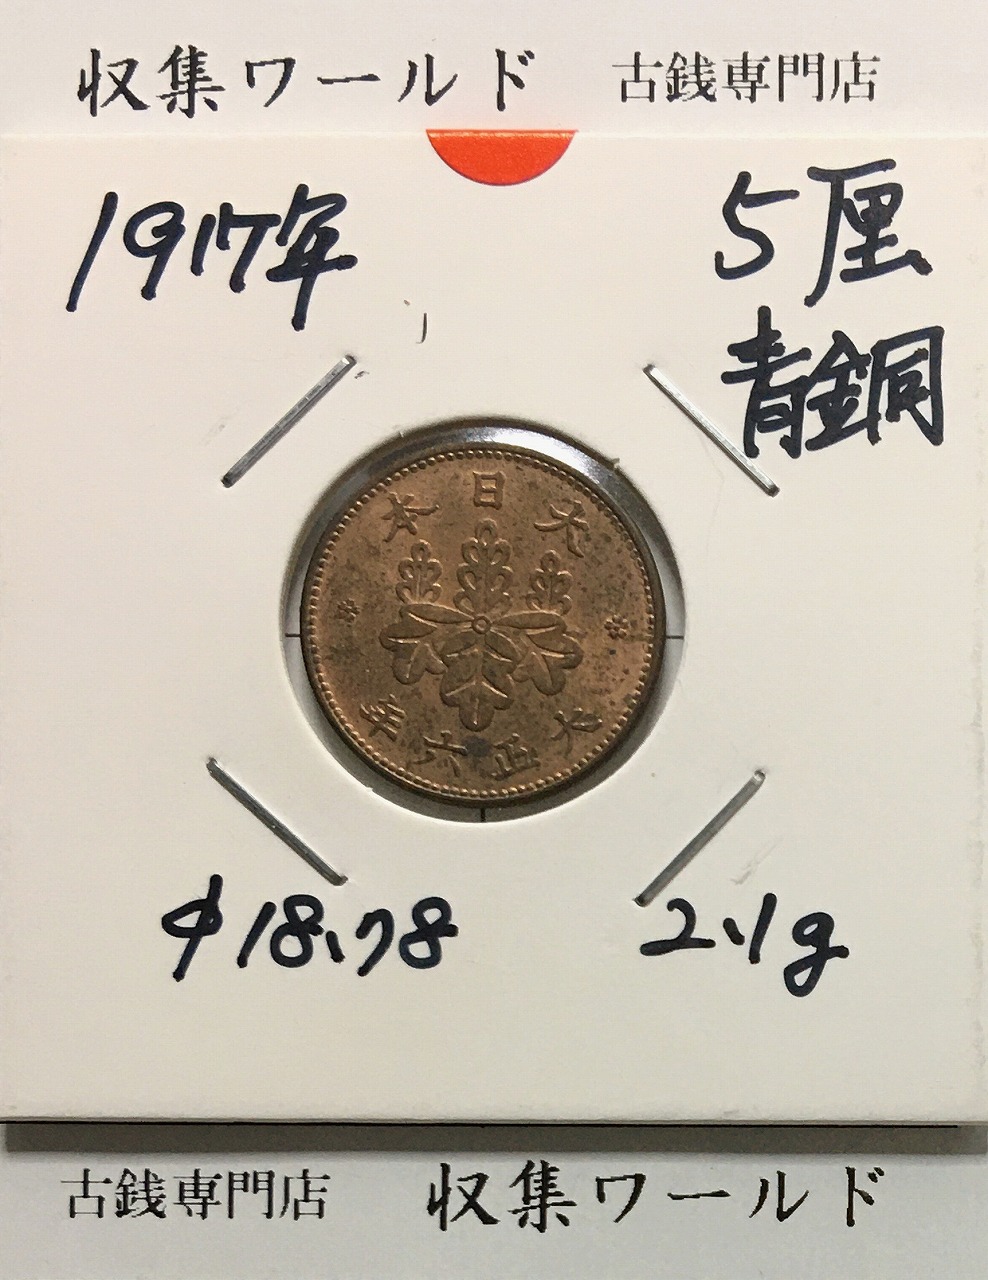 収集ワールド 古銭専門店
1917年
5厘
青銅
大日本
大正六年
φ18.78
2.1g
古銭専門店 収集ワールド